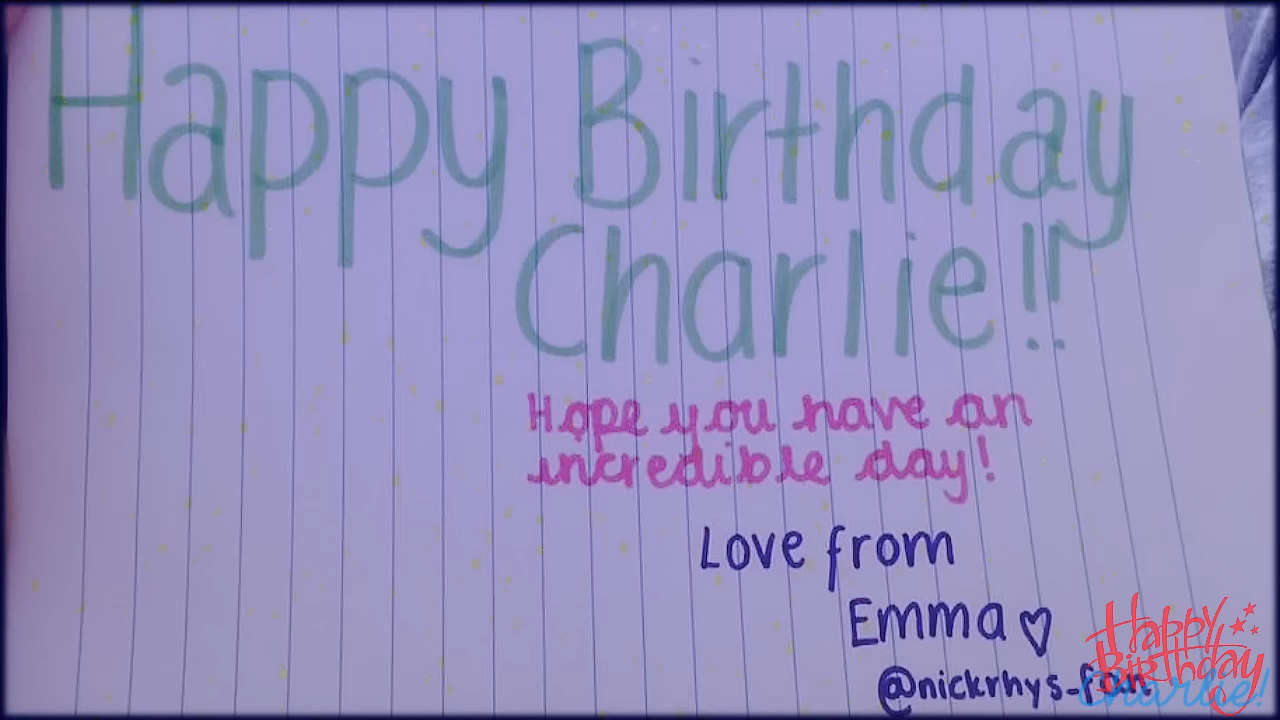 Happy Birthday
Charlie!!
Hope you have an
incredible day!
Love from
Emma♡
@nickrhys-fan
Happy
Birthday
Charlie!